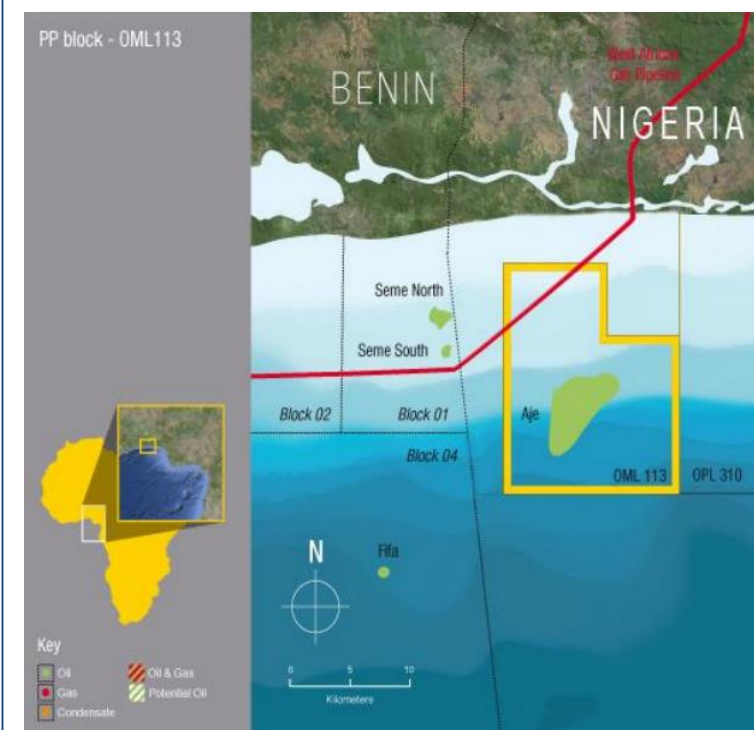 PP block - OML113
BENIN
West African
Gas Pipeline
NIGERIA
Seme North
Seme South
Block 02
Block 01
Aje
Block 04
OML 113
OPL 310
N
Fifa
0 5 10
Kilometers
Key
Oil
Oil & Gas
Gas
Potential Oil
Condensate